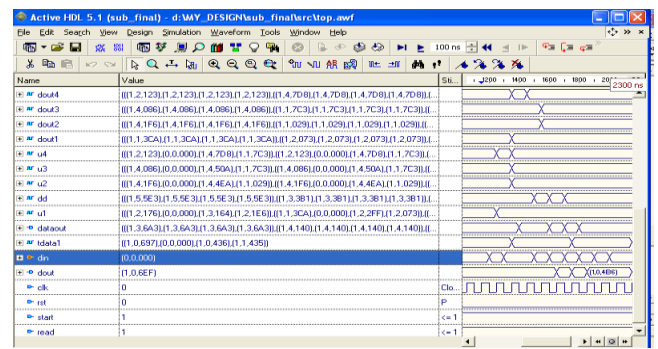 Active HDL 5.1 (sub_final) - d:\MY_DESIGN\sub_final\src\top.awf
File Edit Search View Design Simulation Waveform Tools Window Help
100 ns
Name Value Sti... 1200 1400 1600 1800
2300 ns
dout4 (((1,2,123),(1,2,123),(1,2,123),(1,2,123)),((1,4,7D8),(1,4,7D8),(1,4,7D8),(1,4,7D8)),(...
dout3 (((1,4,086),(1,4,086),(1,4,086),(1,4,086)),((1,1,7C3),(1,1,7C3),(1,1,7C3),(1,1,7C3)),((...
dout2 (((1,4,1F6),(1,4,1F6),(1,4,1F6),(1,4,1F6)),((1,1,029),(1,1,029),(1,1,029),(1,1,029)),((...
dout1 (((1,1,3CA),(1,1,3CA),(1,1,3CA),(1,1,3CA)),((1,2,073),(1,2,073),(1,2,073),(1,2,073)),((...
u4 (((1,2,123),(0,0,000),(1,4,7D8),(1,1,7C3)),((1,2,123),(0,0,000),(1,4,7D8),(1,1,7C3)),(...
u3 (((1,4,086),(0,0,000),(1,4,50A),(1,1,7C3)),((1,4,086),(0,0,000),(1,4,50A),(1,1,7C3)),((...
u2 (((1,4,1F6),(0,0,000),(1,4,4EA),(1,1,029)),((1,4,1F6),(0,0,000),(1,4,4EA),(1,1,029)),((...
dd (((1,5,5E3),(1,5,5E3),(1,5,5E3),(1,5,5E3)),((1,3,3B1),(1,3,3B1),(1,3,3B1),(1,3,3B1)),((...
u1 (((1,2,176),(0,0,000),(1,3,164),(1,2,1E6)),((1,1,3CA),(0,0,000),(1,2,2FF),(1,2,073)),((...
dataout (((1,3,6A3),(1,3,6A3),(1,3,6A3),(1,3,6A3)),((1,4,140),(1,4,140),(1,4,140),(1,4,140)),((...
tdata1 ((1,0,697),(0,0,000),(1,0,436),(1,1,435))
din (0,0,000)
dout (1,0,6EF) (1,0,4B6)
clk 0 Clo...
rst 0 P
start 1 <= 1
read 1 <= 1